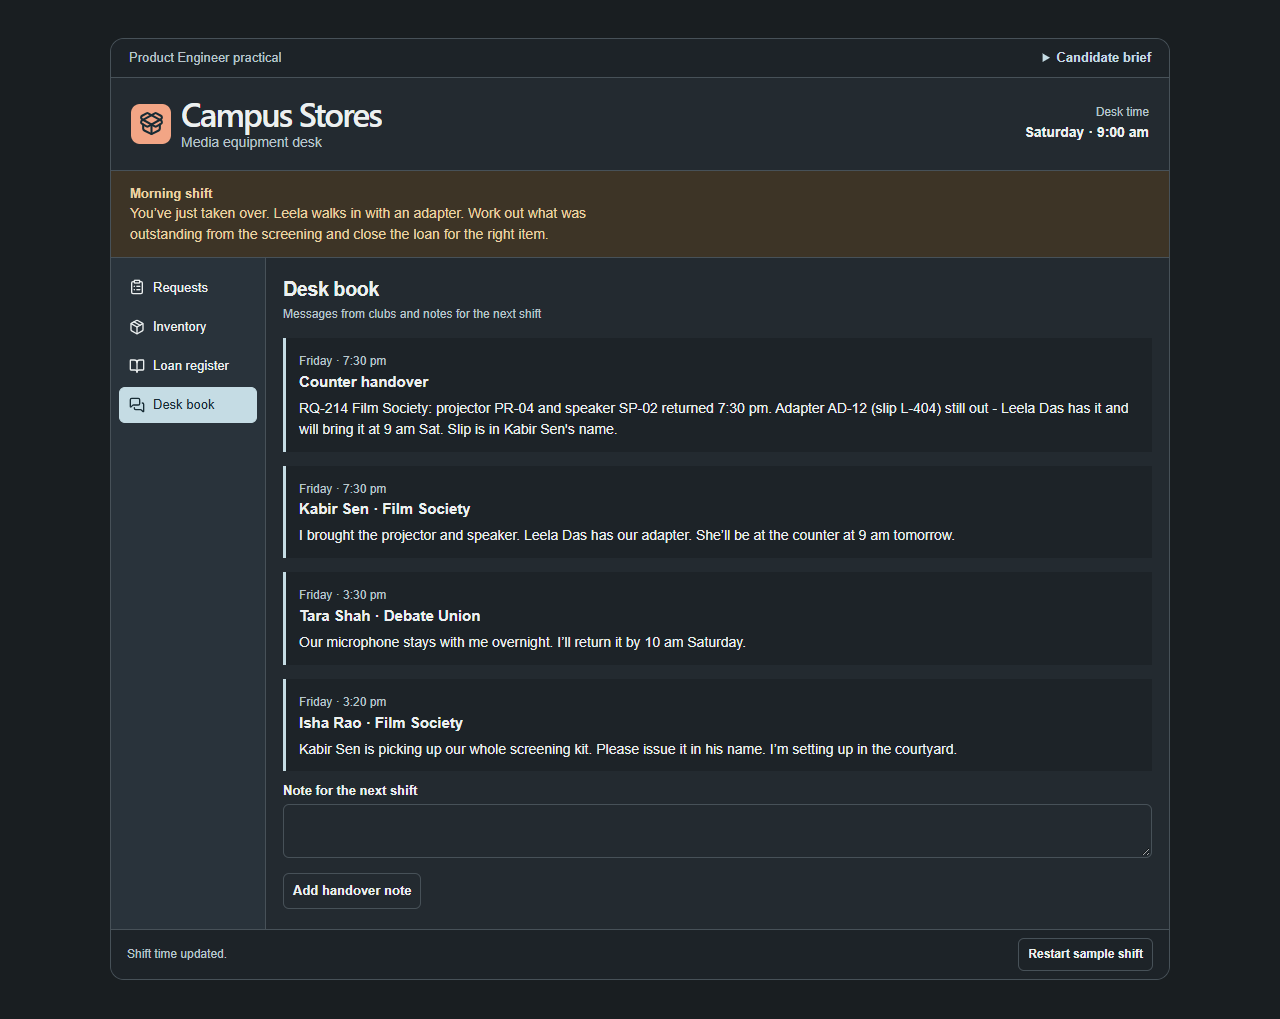 Product Engineer practical
Candidate brief
Campus Stores
Media equipment desk
Desk time
Saturday · 9:00 am
Morning shift
You’ve just taken over. Leela walks in with an adapter. Work out what was
outstanding from the screening and close the loan for the right item.
Requests
Inventory
Loan register
Desk book
Desk book
Messages from clubs and notes for the next shift
Friday · 7:30 pm
Counter handover
RQ-214 Film Society: projector PR-04 and speaker SP-02 returned 7:30 pm. Adapter AD-12 (slip L-404) still out - Leela Das has it and
will bring it at 9 am Sat. Slip is in Kabir Sen's name.
Friday · 7:30 pm
Kabir Sen · Film Society
I brought the projector and speaker. Leela Das has our adapter. She’ll be at the counter at 9 am tomorrow.
Friday · 3:30 pm
Tara Shah · Debate Union
Our microphone stays with me overnight. I’ll return it by 10 am Saturday.
Friday · 3:20 pm
Isha Rao · Film Society
Kabir Sen is picking up our whole screening kit. Please issue it in his name. I’m setting up in the courtyard.
Note for the next shift
Add handover note
Shift time updated.
Restart sample shift